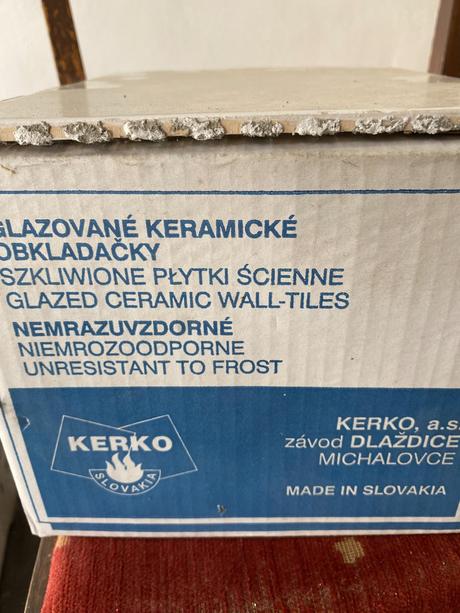 GLAZOVANÉ KERAMICKÉ
OBKLADAČKY
SZKLIWIONE PŁYTKI ŚCIENNE
GLAZED CERAMIC WALL-TILES
NEMRAZUVZDORNÉ
NIEMROZOODPORNE
UNRESISTANT TO FROST
KERKO
SLOVAKIA
KERKO, a.s.
závod DLAŽDICE
MICHALOVCE
MADE IN SLOVAKIA